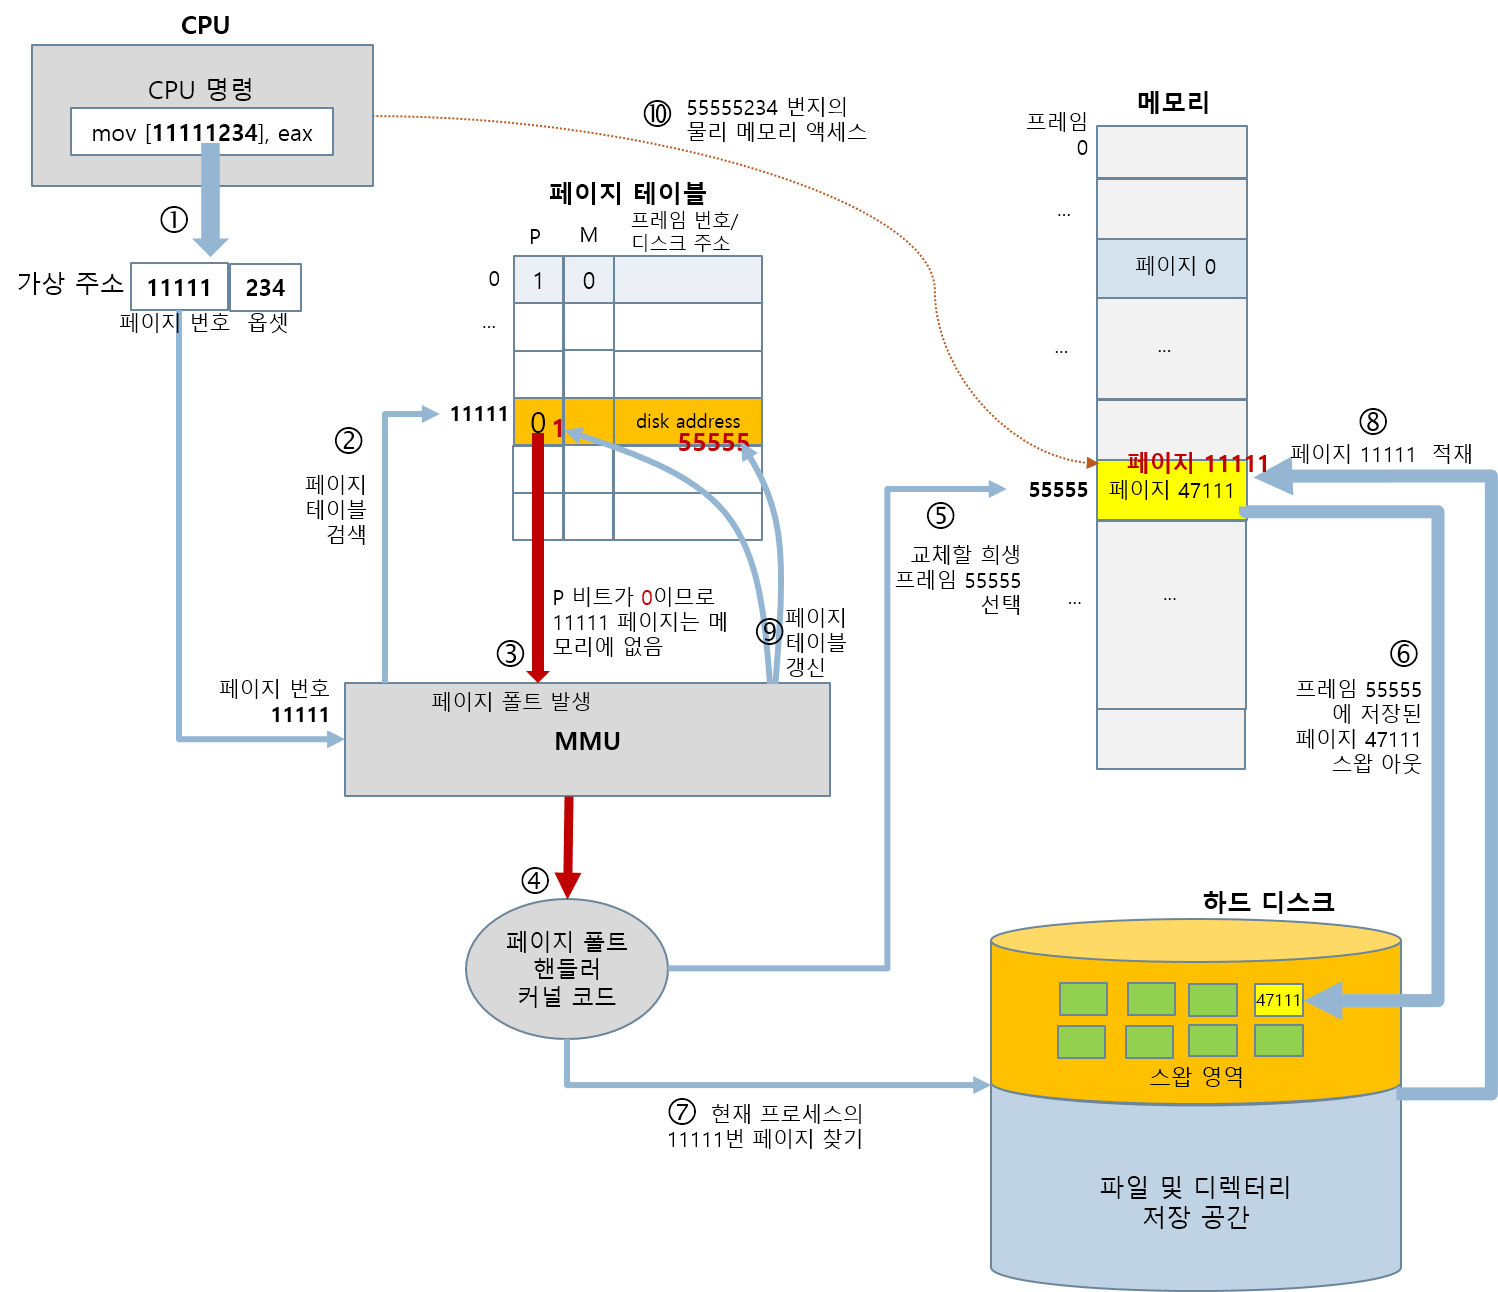 CPU
CPU 명령
mov [11111234], eax
①
가상 주소
11111
234
페이지 번호
옵셋
②
페이지
테이블
검색
페이지 테이블
P
M
프레임 번호/
디스크 주소
0
1
0
...
11111
0
1
disk address
55555
③
P 비트가 0이므로
11111 페이지는 메
모리에 없음
⑨
페이지
테이블
갱신
페이지 번호
11111
페이지 폴트 발생
MMU
④
페이지 폴트
핸들러
커널 코드
⑤
교체할 희생
프레임 55555
선택
⑩
55555234 번지의
물리 메모리 액세스
메모리
프레임
0
...
페이지 0
...
...
페이지 11111
55555
페이지 47111
...
...
⑧
페이지 11111 적재
⑥
프레임 55555
에 저장된
페이지 47111
스왑 아웃
⑦ 현재 프로세스의
11111번 페이지 찾기
하드 디스크
47111
스왑 영역
파일 및 디렉터리
저장 공간